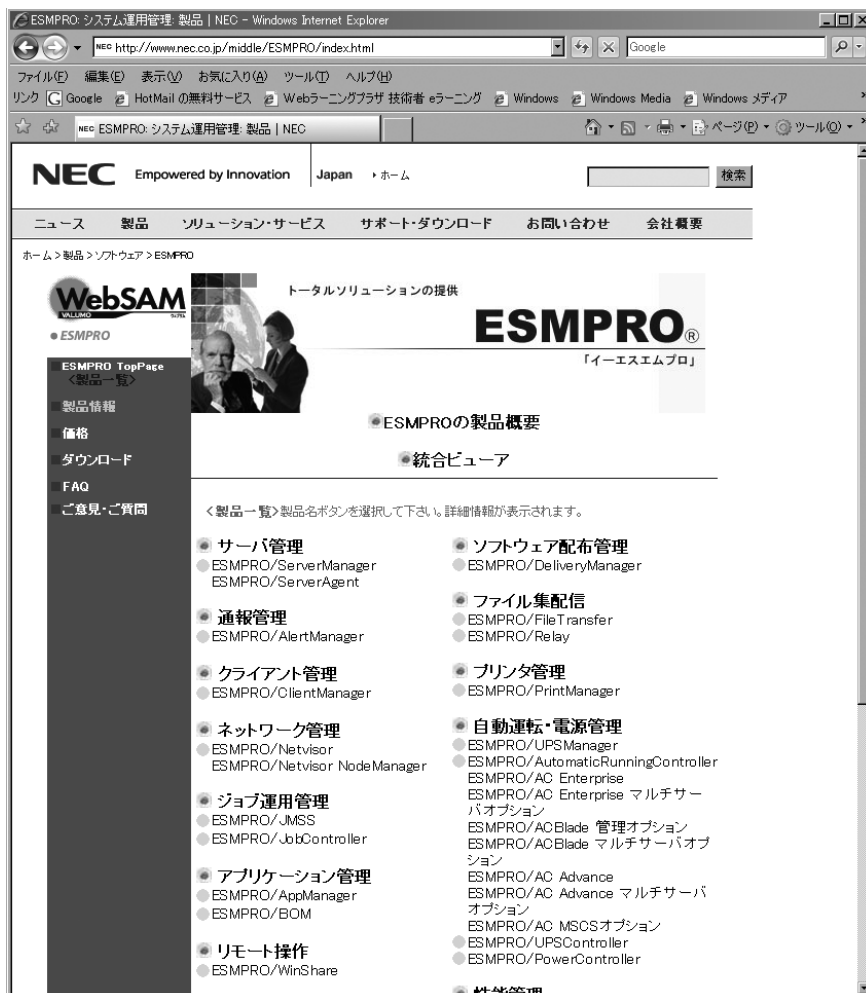 ESMPRO: システム運用管理: 製品 | NEC - Windows Internet Explorer
NEC http://www.nec.co.jp/middle/ESMPRO/index.html
Google
ファイル(F) 編集(E) 表示(V) お気に入り(A) ツール(T) ヘルプ(H)
リンク Google HotMail の無料サービス Webラーニングプラザ 技術者 eラーニング Windows Windows Media Windows メディア
NEC ESMPRO: システム運用管理: 製品 | NEC
ページ(P) ツール(O)
NEC Empowered by Innovation Japan ホーム 検索
ニュース 製品 ソリューション・サービス サポート・ダウンロード お問い合わせ 会社概要
ホーム > 製品 > ソフトウェア > ESMPRO
WebSAM
VALUMO
ESMPRO
トータルソリューションの提供
ESMPRO®
「イーエスエムプロ」
ESMPRO TopPage
<製品一覧>
製品情報
価格
ダウンロード
FAQ
ご意見・ご質問
ESMPROの製品概要
統合ビューア
<製品一覧>製品名ボタンを選択して下さい。詳細情報が表示されます。
サーバ管理
ESMPRO/ServerManager
ESMPRO/ServerAgent
通報管理
ESMPRO/AlertManager
クライアント管理
ESMPRO/ClientManager
ネットワーク管理
ESMPRO/Netvisor
ESMPRO/Netvisor NodeManager
ジョブ運用管理
ESMPRO/JMSS
ESMPRO/JobController
アプリケーション管理
ESMPRO/AppManager
ESMPRO/BOM
リモート操作
ESMPRO/WinShare
ソフトウェア配布管理
ESMPRO/DeliveryManager
ファイル集配信
ESMPRO/FileTransfer
ESMPRO/Relay
プリンタ管理
ESMPRO/PrintManager
自動運転・電源管理
ESMPRO/UPSManager
ESMPRO/AutomaticRunningController
ESMPRO/AC Enterprise
ESMPRO/AC Enterprise マルチサー
バオプション
ESMPRO/ACBlade 管理オプション
ESMPRO/ACBlade マルチサーバオプ
ション
ESMPRO/AC Advance
ESMPRO/AC Advance マルチサーバ
オプション
ESMPRO/AC MSCSオプション
ESMPRO/UPSController
ESMPRO/PowerController
性能管理